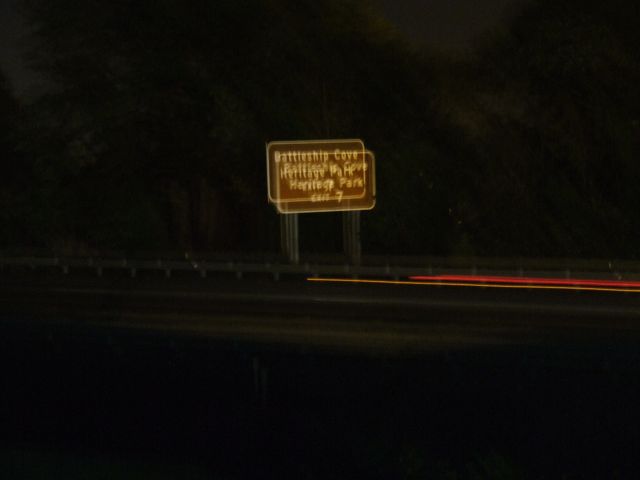 Battleship Cove
Heritage Park
Exit 7